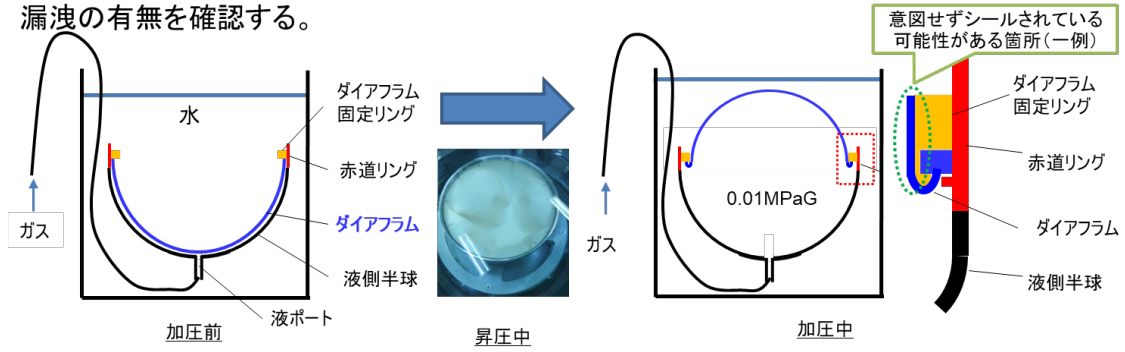 漏洩の有無を確認する。
水
ダイアフラム
固定リング
赤道リング
ダイアフラム
液側半球
液ポート
ガス
加圧前
昇圧中
ガス
0.01MPaG
加圧中
意図せずシールされている
可能性がある箇所(一例)
ダイアフラム
固定リング
赤道リング
ダイアフラム
液側半球